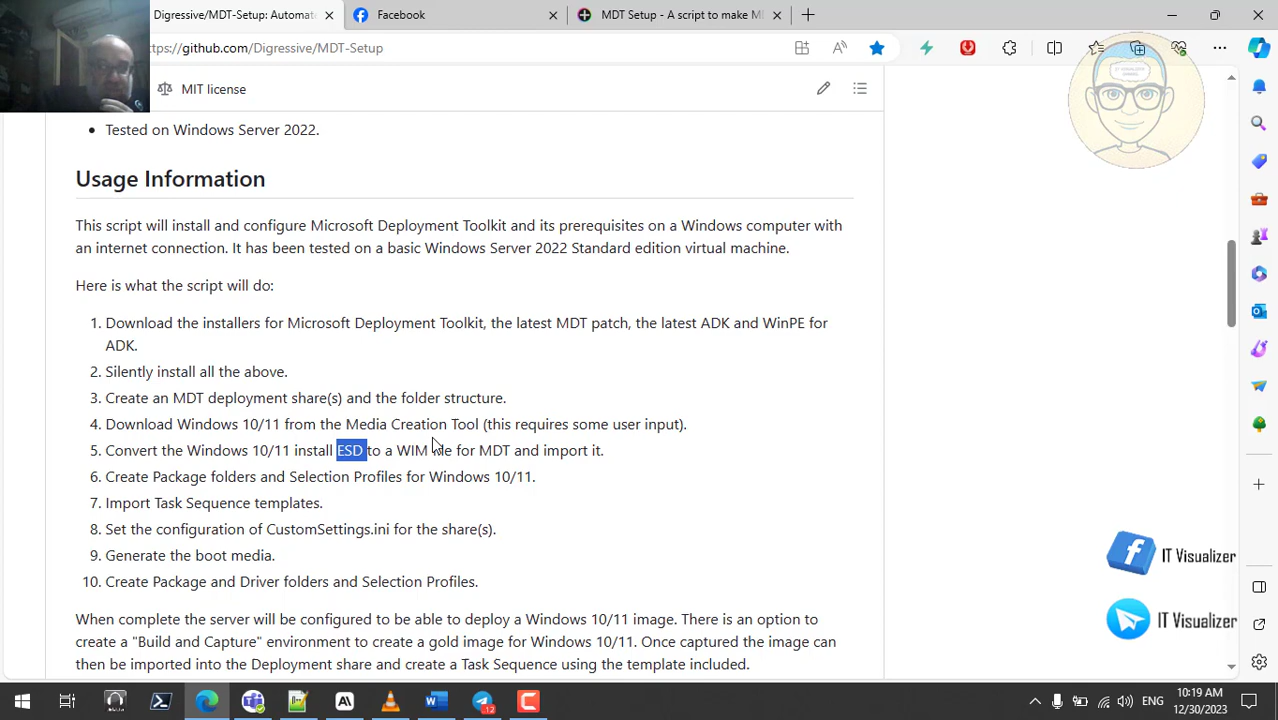 Digressive/MDT-Setup: Automate
Facebook
MDT Setup - A script to make M
ttps://github.com/Digressive/MDT-Setup
IT VISUALIZER
MIT license
Tested on Windows Server 2022.
Usage Information
This script will install and configure Microsoft Deployment Toolkit and its prerequisites on a Windows computer with
an internet connection. It has been tested on a basic Windows Server 2022 Standard edition virtual machine.
Here is what the script will do:
1. Download the installers for Microsoft Deployment Toolkit, the latest MDT patch, the latest ADK and WinPE for
ADK.
2. Silently install all the above.
3. Create an MDT deployment share(s) and the folder structure.
4. Download Windows 10/11 from the Media Creation Tool (this requires some user input).
5. Convert the Windows 10/11 install ESD to a WIM file for MDT and import it.
6. Create Package folders and Selection Profiles for Windows 10/11.
7. Import Task Sequence templates.
8. Set the configuration of CustomSettings.ini for the share(s).
9. Generate the boot media.
10. Create Package and Driver folders and Selection Profiles.
When complete the server will be configured to be able to deploy a Windows 10/11 image. There is an option to
create a "Build and Capture" environment to create a gold image for Windows 10/11. Once captured the image can
then be imported into the Deployment share and create a Task Sequence using the template included.
IT Visualizer
IT Visualizer
12
ENG
10:19 AM
12/30/2023